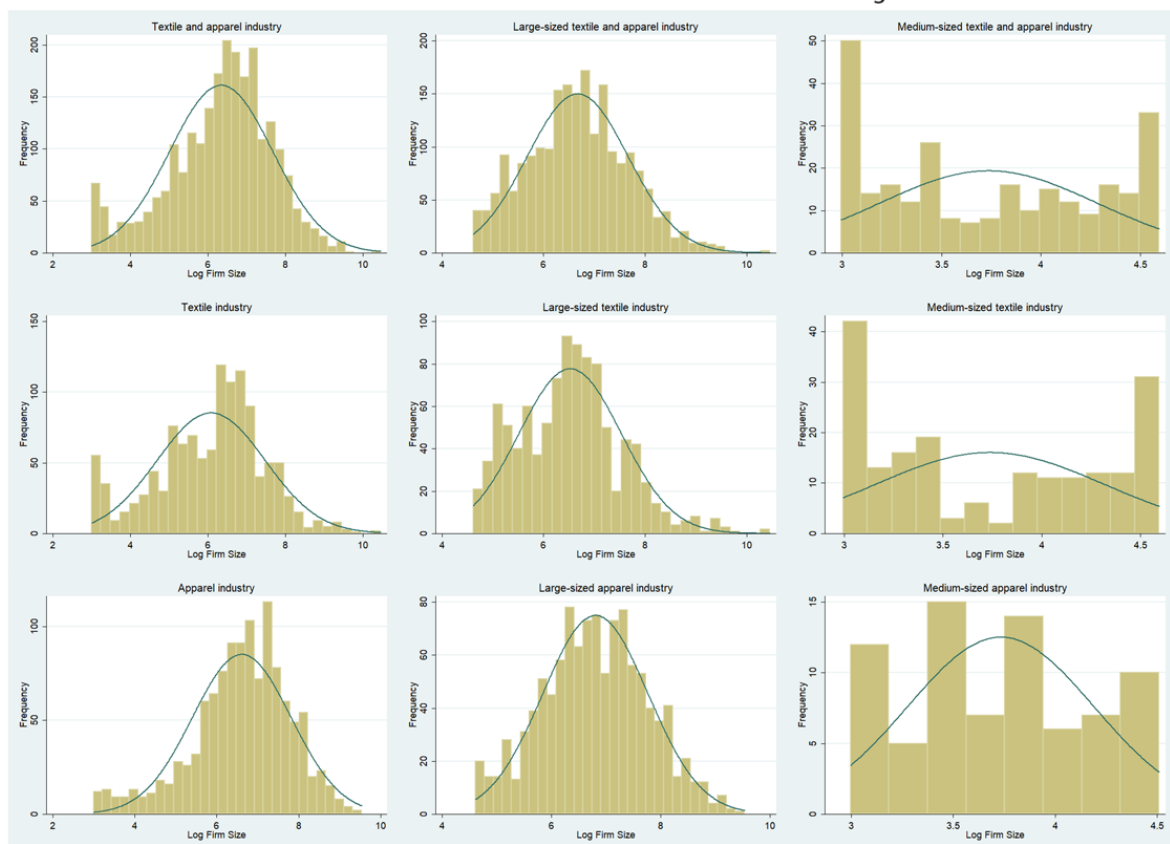 Textile and apparel industry
Large-sized textile and apparel industry
Medium-sized textile and apparel industry
Frequency
0 50 100 150 200
2 4 6 8 10
Log Firm Size
Frequency
0 50 100 150 200
4 6 8 10
Log Firm Size
Frequency
0 10 20 30 40 50
3 3.5 4 4.5
Log Firm Size
Textile industry
Large-sized textile industry
Medium-sized textile industry
Frequency
0 50 100 150
2 4 6 8 10
Log Firm Size
Frequency
0 20 40 60 80 100
4 6 8 10
Log Firm Size
Frequency
0 10 20 30 40
3 3.5 4 4.5
Log Firm Size
Apparel industry
Large-sized apparel industry
Medium-sized apparel industry
Frequency
0 50 100
2 4 6 8 10
Log Firm Size
Frequency
0 20 40 60 80
4 6 8 10
Log Firm Size
Frequency
0 5 10 15
3 3.5 4 4.5
Log Firm Size